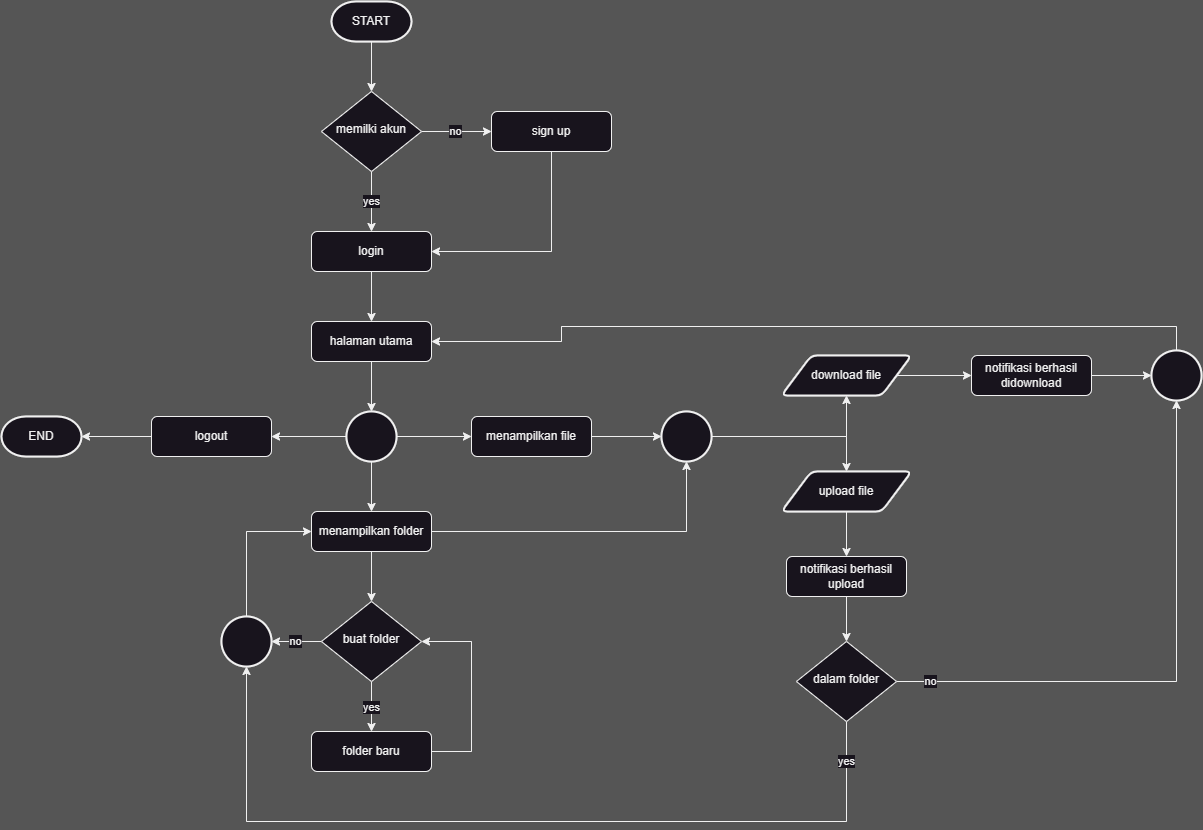 START
memilki akun
no
sign up
yes
login
halaman utama
download file
notifikasi berhasil
didownload
END
logout
menampilkan file
upload file
menampilkan folder
notifikasi berhasil
upload
no
buat folder
dalam folder
no
yes
folder baru
yes